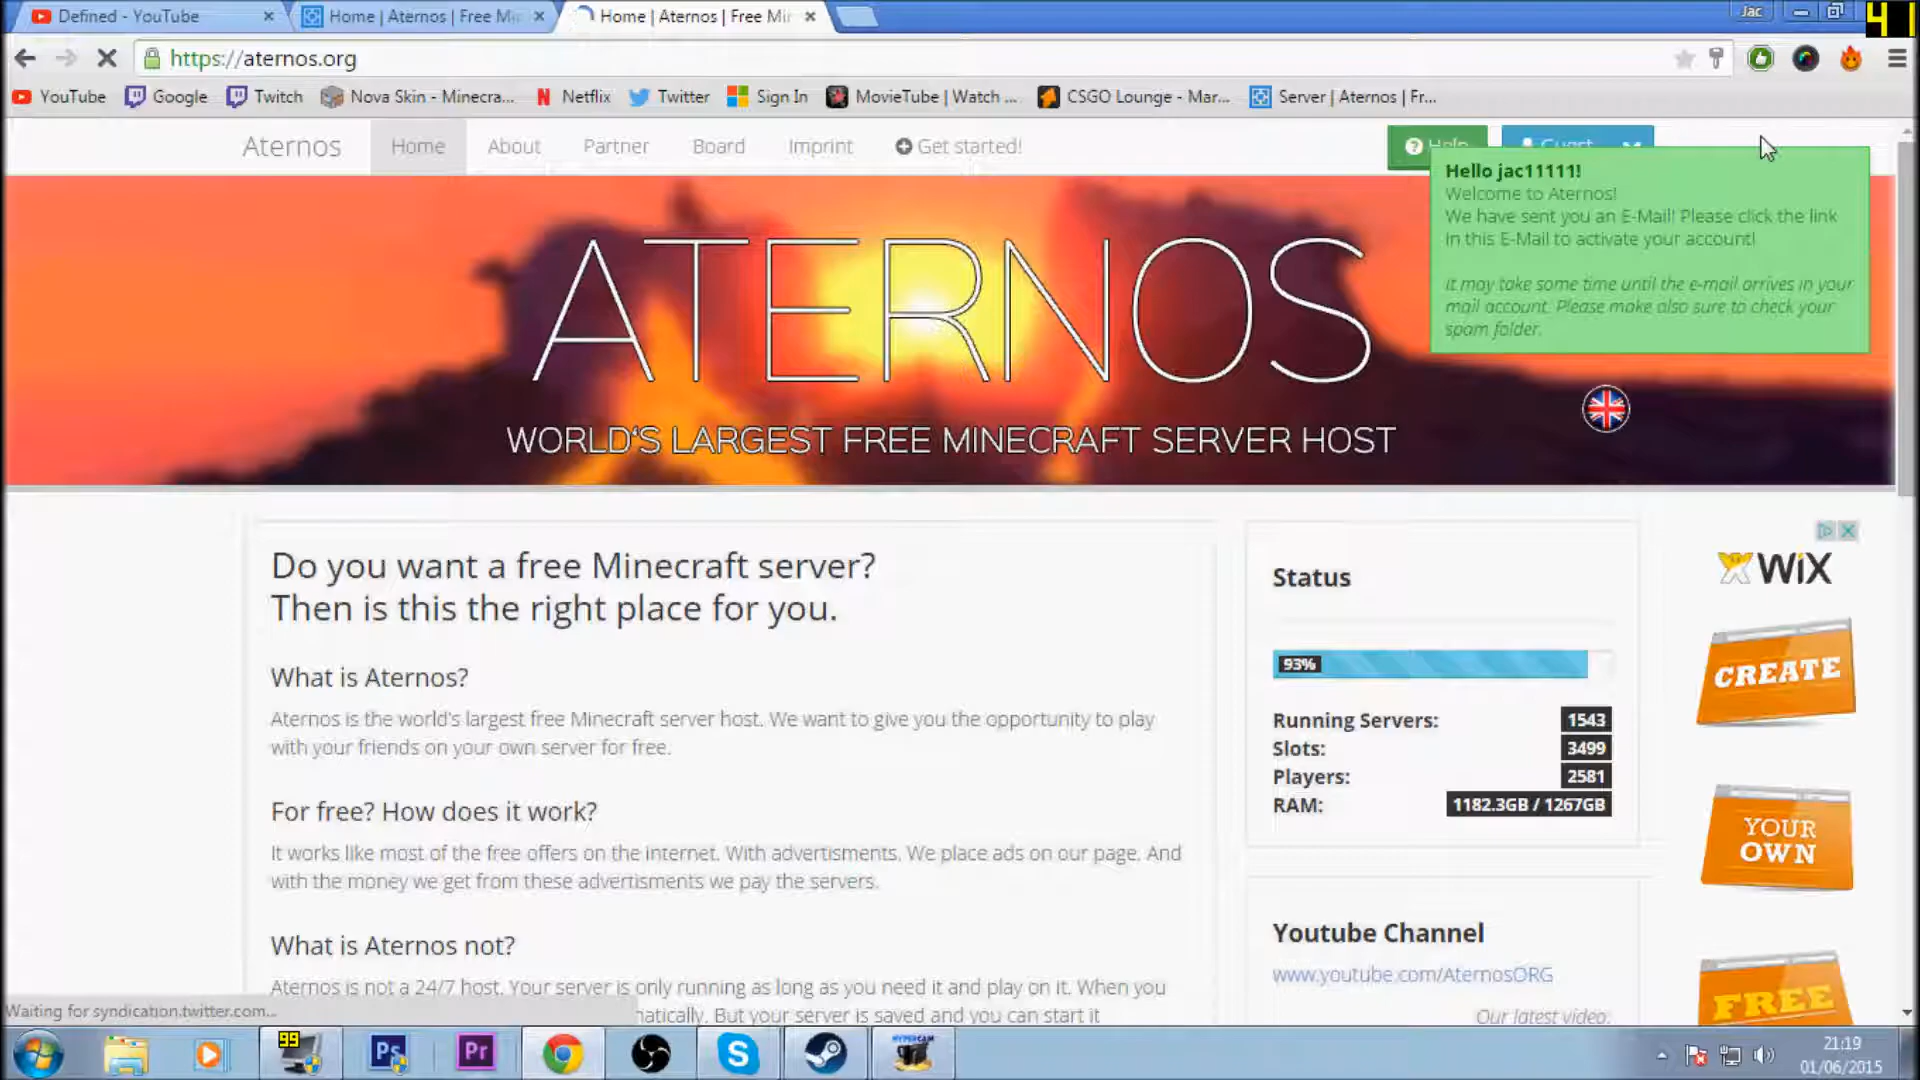 Defined - YouTube
Home | Aternos | Free Mi
Home | Aternos | Free Mi
Jac
41
https://aternos.org
YouTube
Google
Twitch
Nova Skin - Minecra...
Netflix
Twitter
Sign In
MovieTube | Watch ...
CSGO Lounge - Mar...
Server | Aternos | Fr...
Aternos
Home
About
Partner
Board
Imprint
Get started!
Help
Guest
Hello jac11111!
Welcome to Aternos!
We have sent you an E-Mail! Please click the link
in this E-Mail to activate your account!
It may take some time until the e-mail arrives in your
mail account. Please make also sure to check your
spam folder.
ATERNOS
WORLD'S LARGEST FREE MINECRAFT SERVER HOST
Do you want a free Minecraft server?
Then is this the right place for you.
What is Aternos?
Aternos is the world's largest free Minecraft server host. We want to give you the opportunity to play
with your friends on your own server for free.
For free? How does it work?
It works like most of the free offers on the internet. With advertisments. We place ads on our page. And
with the money we get from these advertisments we pay the servers.
What is Aternos not?
Aternos is not a 24/7 host. Your server is only running as long as you need it and play on it. When you
matically. But your server is saved and you can start it
Status
93%
Running Servers: 1543
Slots: 3499
Players: 2581
RAM: 1182.3GB / 1267GB
Youtube Channel
www.youtube.com/AternosORG
Our latest video:
WiX
CREATE
YOUR
OWN
FREE
Waiting for syndication.twitter.com...
99
Ps
Pr
S
HYPERCAM
21:19
01/06/2015